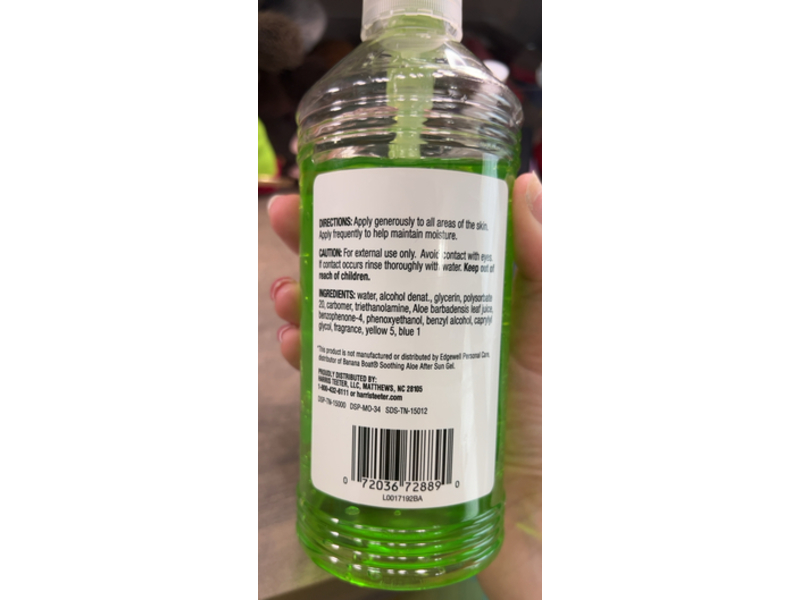 DIRECTIONS: Apply generously to all areas of the skin.
Apply frequently to help maintain moisture.
CAUTION: For external use only. Avoid contact with eyes.
If contact occurs rinse thoroughly with water. Keep out of
reach of children.
INGREDIENTS: water, alcohol denat., glycerin, polysorbate
20, carbomer, triethanolamine, Aloe barbadensis leaf juice,
benzophenone-4, phenoxyethanol, benzyl alcohol, caprylyl
glycol, fragrance, yellow 5, blue 1
*This product is not manufactured or distributed by Edgewell Personal Care,
distributor of Banana Boat® Soothing Aloe After Sun Gel.
PROUDLY DISTRIBUTED BY:
HARRIS TEETER, LLC, MATTHEWS, NC 28105
1-800-432-6111 or harristeeter.com
DSP-TN-15000 DSP-MO-34 SDS-TN-15012
0 72036 72889 0
L0017192BA